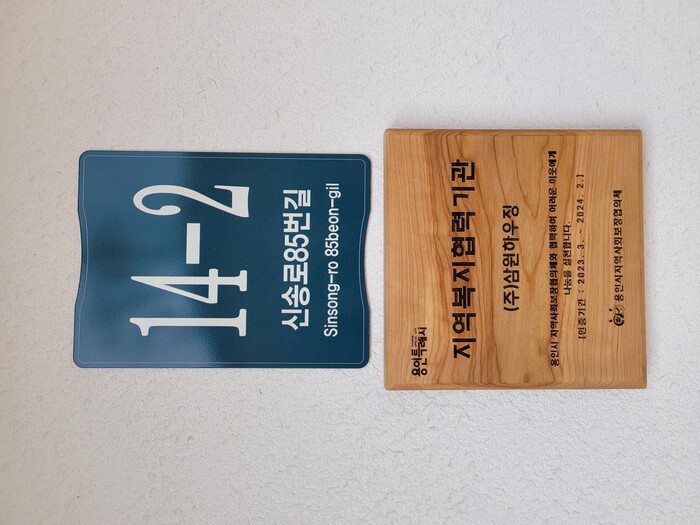 14-2
신송로85번길
Sinsong-ro 85beon-gil
용인특례시
지역복지협력 기관
(주)삼원하우징
용인시 지역사회보장협의체와 협력하여 어려운 이웃에게
나눔을 실천합니다.
[인증기간 : 2023. 3. ~ 2024. 2.]
용인시지역사회보장협의체